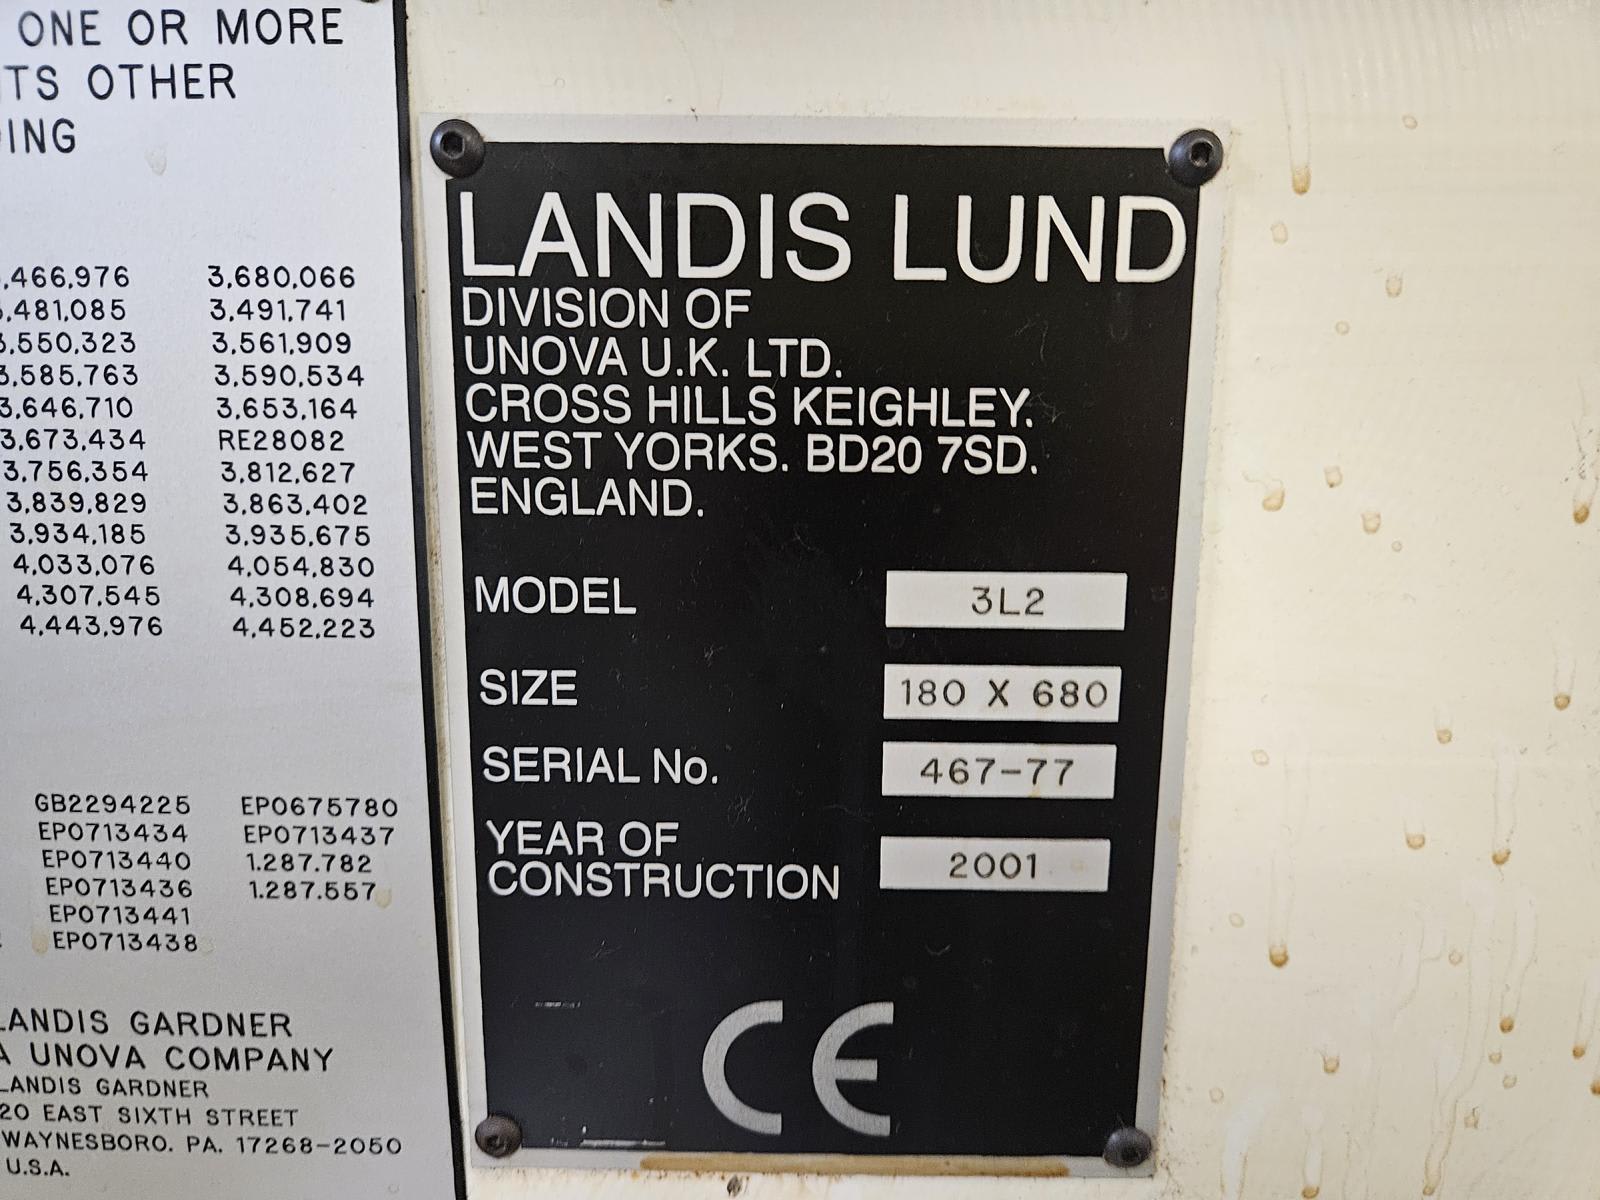 ONE OR MORE
TS OTHER
ING
,466,976 3,680,066
,481,085 3,491,741
3,550,323 3,561,909
3,585,763 3,590,534
3,646,710 3,653,164
3,673,434 RE28082
3,756,354 3,812,627
3,839,829 3,863,402
3,934,185 3,935,675
4,033,076 4,054,830
4,307,545 4,308,694
4,443,976 4,452,223
GB2294225 EP0675780
EP0713434 EP0713437
EP0713440 1.287.782
EP0713436 1.287.557
EP0713441
EP0713438
LANDIS GARDNER
A UNOVA COMPANY
LANDIS GARDNER
20 EAST SIXTH STREET
WAYNESBORO. PA. 17268-2050
U.S.A.
LANDIS LUND
DIVISION OF
UNOVA U.K. LTD.
CROSS HILLS KEIGHLEY.
WEST YORKS. BD20 7SD.
ENGLAND.
MODEL 3L2
SIZE 180 X 680
SERIAL No. 467-77
YEAR OF
CONSTRUCTION 2001
CE